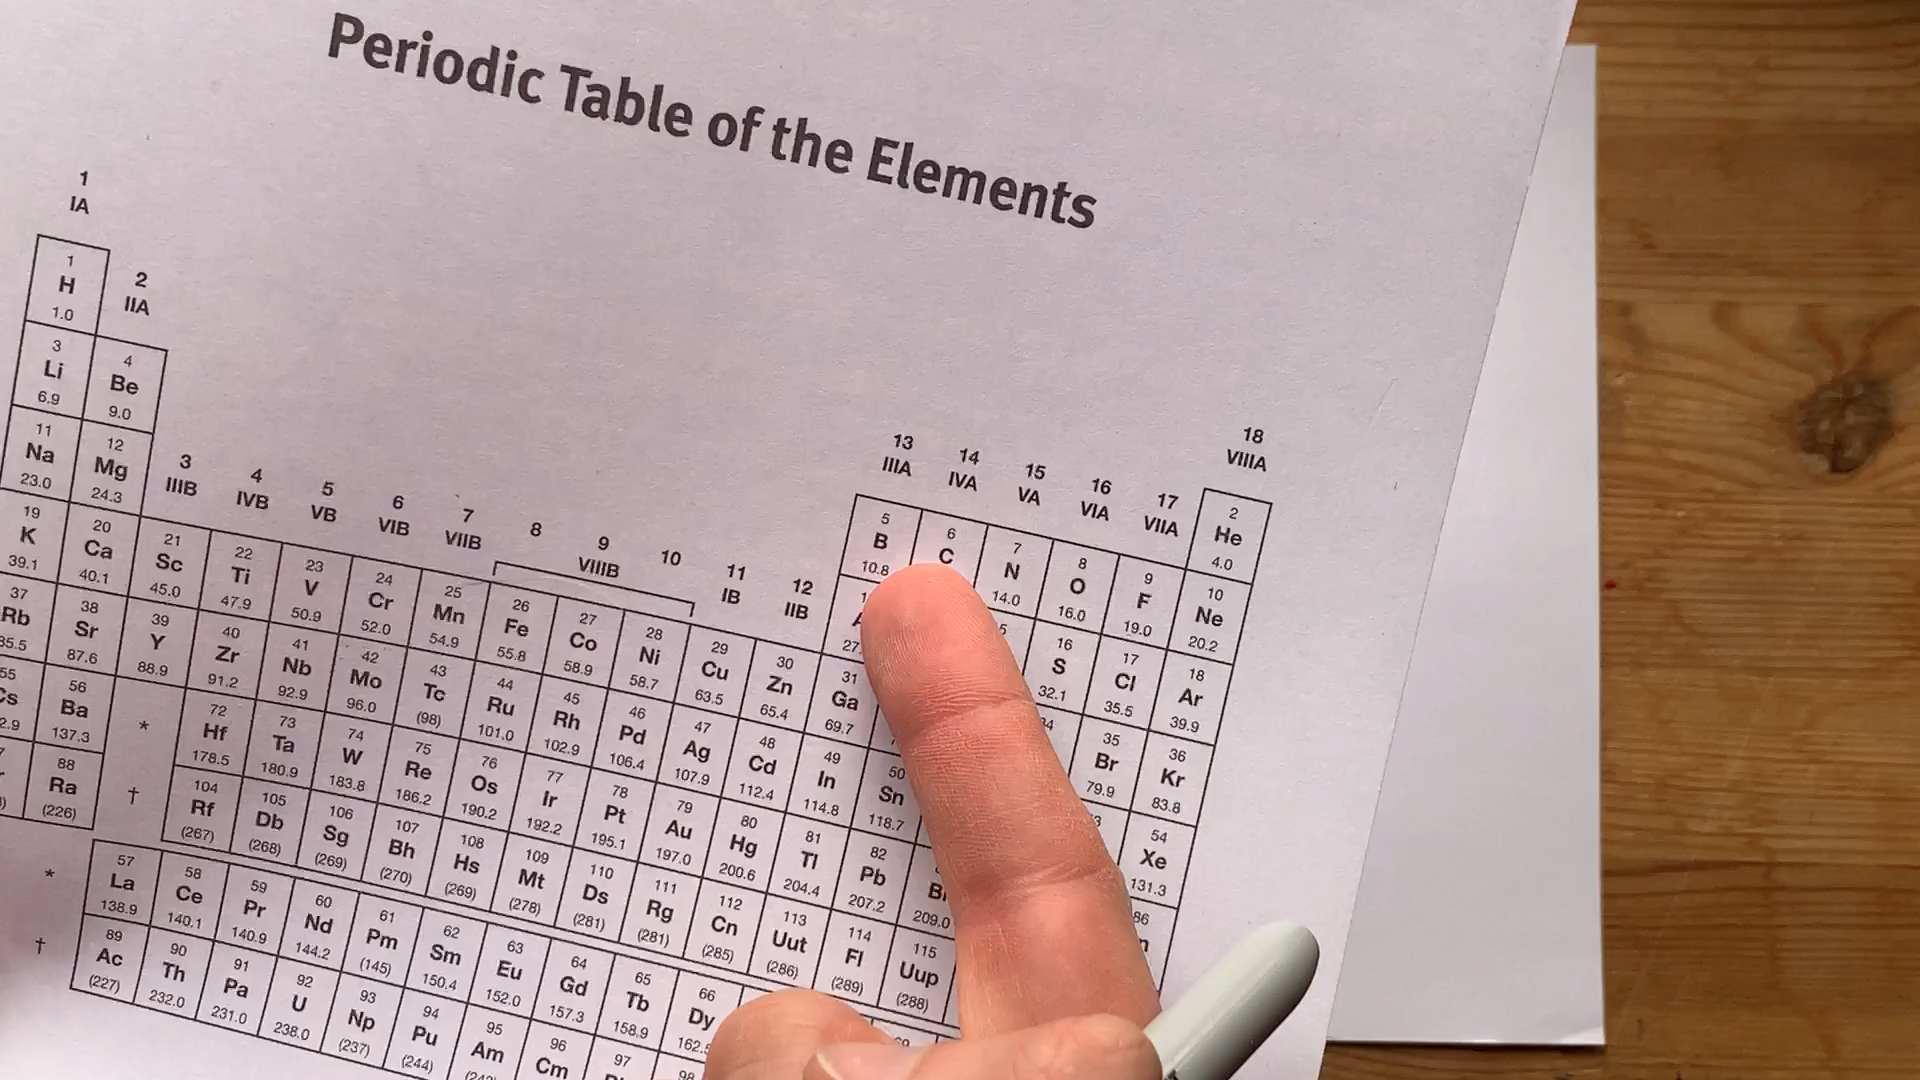 Periodic Table of the Elements
1 18
IA VIIIA
2 13 14 15 16 17
IIA IIIA IVA VA VIA VIIA
3 4 5 6 7 8 9 10 11 12
IIIB IVB VB VIB VIIB VIIIB IB IIB
1 2
H He
1.0 4.0
3 4 5 6 7 8 9 10
Li Be B C N O F Ne
6.9 9.0 10.8 14.0 16.0 19.0 20.2
11 12 16 17 18
Na Mg S Cl Ar
23.0 24.3 32.1 35.5 39.9
19 20 21 22 23 24 25 26 27 28 29 30 31 35 36
K Ca Sc Ti V Cr Mn Fe Co Ni Cu Zn Ga Br Kr
39.1 40.1 45.0 47.9 50.9 52.0 54.9 55.8 58.9 58.7 63.5 65.4 69.7 79.9 83.8
37 38 39 40 41 42 43 44 45 46 47 48 49 50 54
Rb Sr Y Zr Nb Mo Tc Ru Rh Pd Ag Cd In Sn Xe
87.6 88.9 91.2 92.9 96.0 (98) 101.0 102.9 106.4 107.9 112.4 114.8 118.7 131.3
55 56 72 73 74 75 76 77 78 79 80 81 82
Ba * Hf Ta W Re Os Ir Pt Au Hg Tl Pb Bi
137.3 178.5 180.9 183.8 186.2 190.2 192.2 195.1 197.0 200.6 204.4 207.2 209.0
88 104 105 106 107 108 109 110 111 112 113 114 115
Ra † Rf Db Sg Bh Hs Mt Ds Rg Cn Uut Fl Uup
(226) (267) (268) (269) (270) (269) (278) (281) (281) (285) (286) (289) (288)
57 58 59 60 61 62 63 64 65 66
* La Ce Pr Nd Pm Sm Eu Gd Tb Dy
138.9 140.1 140.9 144.2 (145) 150.4 152.0 157.3 158.9 162.5
89 90 91 92 93 94 95 96 97 98
† Ac Th Pa U Np Pu Am Cm
(227) 232.0 231.0 238.0 (237) (244)